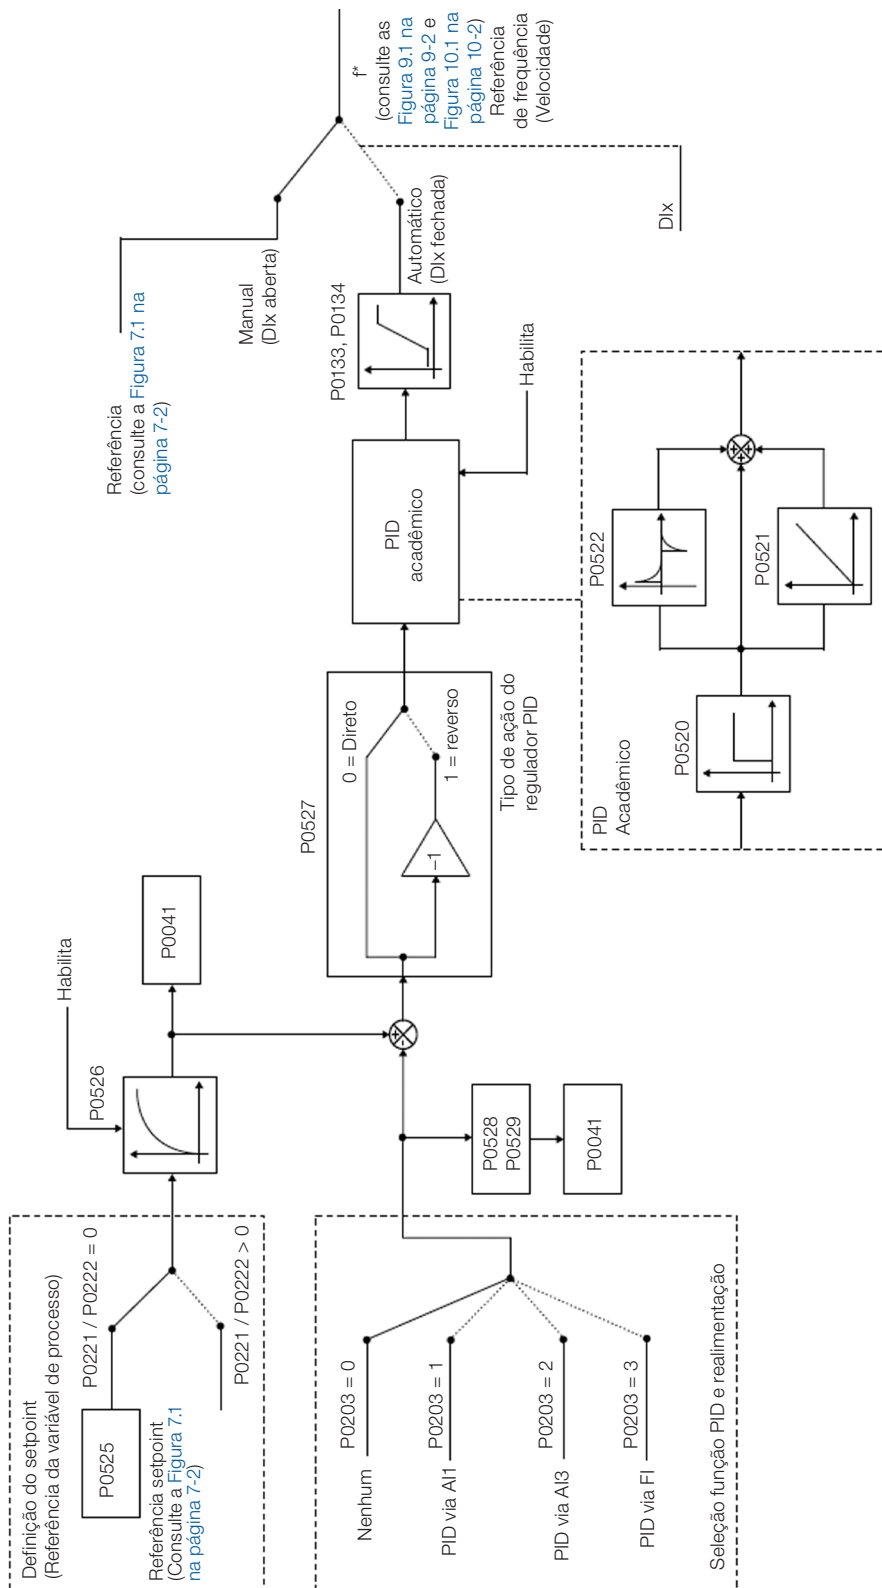 Definição do setpoint
(Referência da variável de processo)
P0525
P0221 / P0222 = 0
Referência setpoint
(Consulte a Figura 7.1
na página 7-2)
P0221 / P0222 > 0
Habilita
P0526
P0041
Nenhum
P0203 = 0
PID via AI1
P0203 = 1
PID via AI3
P0203 = 2
PID via FI
P0203 = 3
Seleção função PID e realimentação
P0528
P0529
P0041
+
-
P0527
0 = Direto
-1
1 = reverso
Tipo de ação do
regulador PID
PID
acadêmico
Habilita
P0133, P0134
Referência
(consulte a Figura 7.1 na
página 7-2)
Manual
(DIx aberta)
Automático
(DIx fechada)
DIx
f*
(consulte as
Figura 9.1 na
página 9-2 e
Figura 10.1 na
página 10-2)
Referência
de frequência
(Velocidade)
PID
Acadêmico
P0520
P0522
P0521
+
+
+